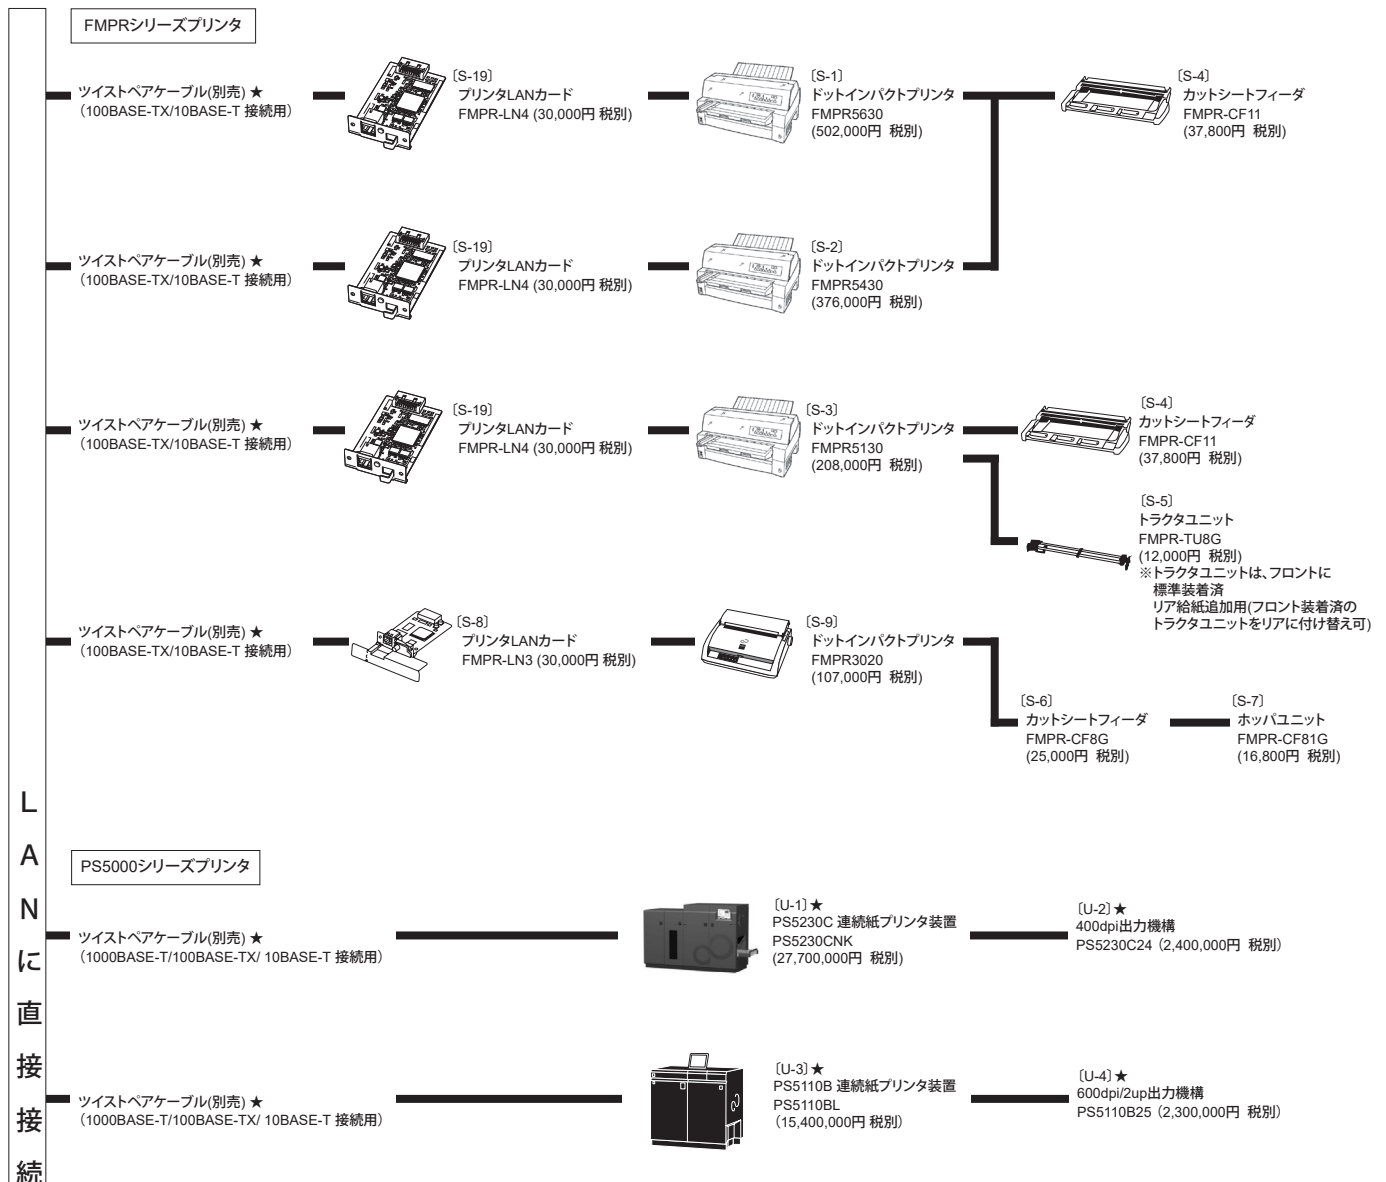 FMPRシリーズプリンタ
ツイストペアケーブル(別売) ★
（100BASE-TX/10BASE-T 接続用）
〔S-19〕
プリンタLANカード
FMPR-LN4 (30,000円 税別)
〔S-1〕
ドットインパクトプリンタ
FMPR5630
(502,000円 税別)
〔S-4〕
カットシートフィーダ
FMPR-CF11
(37,800円 税別)
ツイストペアケーブル(別売) ★
（100BASE-TX/10BASE-T 接続用）
〔S-19〕
プリンタLANカード
FMPR-LN4 (30,000円 税別)
〔S-2〕
ドットインパクトプリンタ
FMPR5430
(376,000円 税別)
ツイストペアケーブル(別売) ★
（100BASE-TX/10BASE-T 接続用）
〔S-19〕
プリンタLANカード
FMPR-LN4 (30,000円 税別)
〔S-3〕
ドットインパクトプリンタ
FMPR5130
(208,000円 税別)
〔S-4〕
カットシートフィーダ
FMPR-CF11
(37,800円 税別)
〔S-5〕
トラクタユニット
FMPR-TU8G
(12,000円 税別)
※トラクタユニットは、フロントに
標準装着済
リア給紙追加用(フロント装着済の
トラクタユニットをリアに付け替え可)
ツイストペアケーブル(別売) ★
（100BASE-TX/10BASE-T 接続用）
〔S-8〕
プリンタLANカード
FMPR-LN3 (30,000円 税別)
〔S-9〕
ドットインパクトプリンタ
FMPR3020
(107,000円 税別)
〔S-6〕
カットシートフィーダ
FMPR-CF8G
(25,000円 税別)
〔S-7〕
ホッパユニット
FMPR-CF81G
(16,800円 税別)
LANに直接接続
PS5000シリーズプリンタ
ツイストペアケーブル(別売) ★
（1000BASE-T/100BASE-TX/ 10BASE-T 接続用）
〔U-1〕★
PS5230C 連続紙プリンタ装置
PS5230CNK
(27,700,000円 税別)
〔U-2〕★
400dpi出力機構
PS5230C24（2,400,000円 税別）
ツイストペアケーブル(別売) ★
（1000BASE-T/100BASE-TX/ 10BASE-T 接続用）
〔U-3〕★
PS5110B 連続紙プリンタ装置
PS5110BL
（15,400,000円 税別）
〔U-4〕★
600dpi/2up出力機構
PS5110B25（2,300,000円 税別）